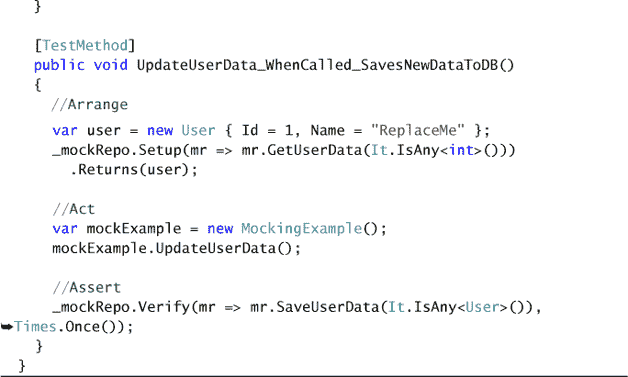 }
[TestMethod]
public void UpdateUserData_WhenCalled_SavesNewDataToDB()
{
//Arrange
var user = new User { Id = 1, Name = "ReplaceMe" };
_mockRepo.Setup(mr => mr.GetUserData(It.IsAny<int>()))
.Returns(user);
//Act
var mockExample = new MockingExample();
mockExample.UpdateUserData();
//Assert
_mockRepo.Verify(mr => mr.SaveUserData(It.IsAny<User>()),
➥Times.Once());
}
}